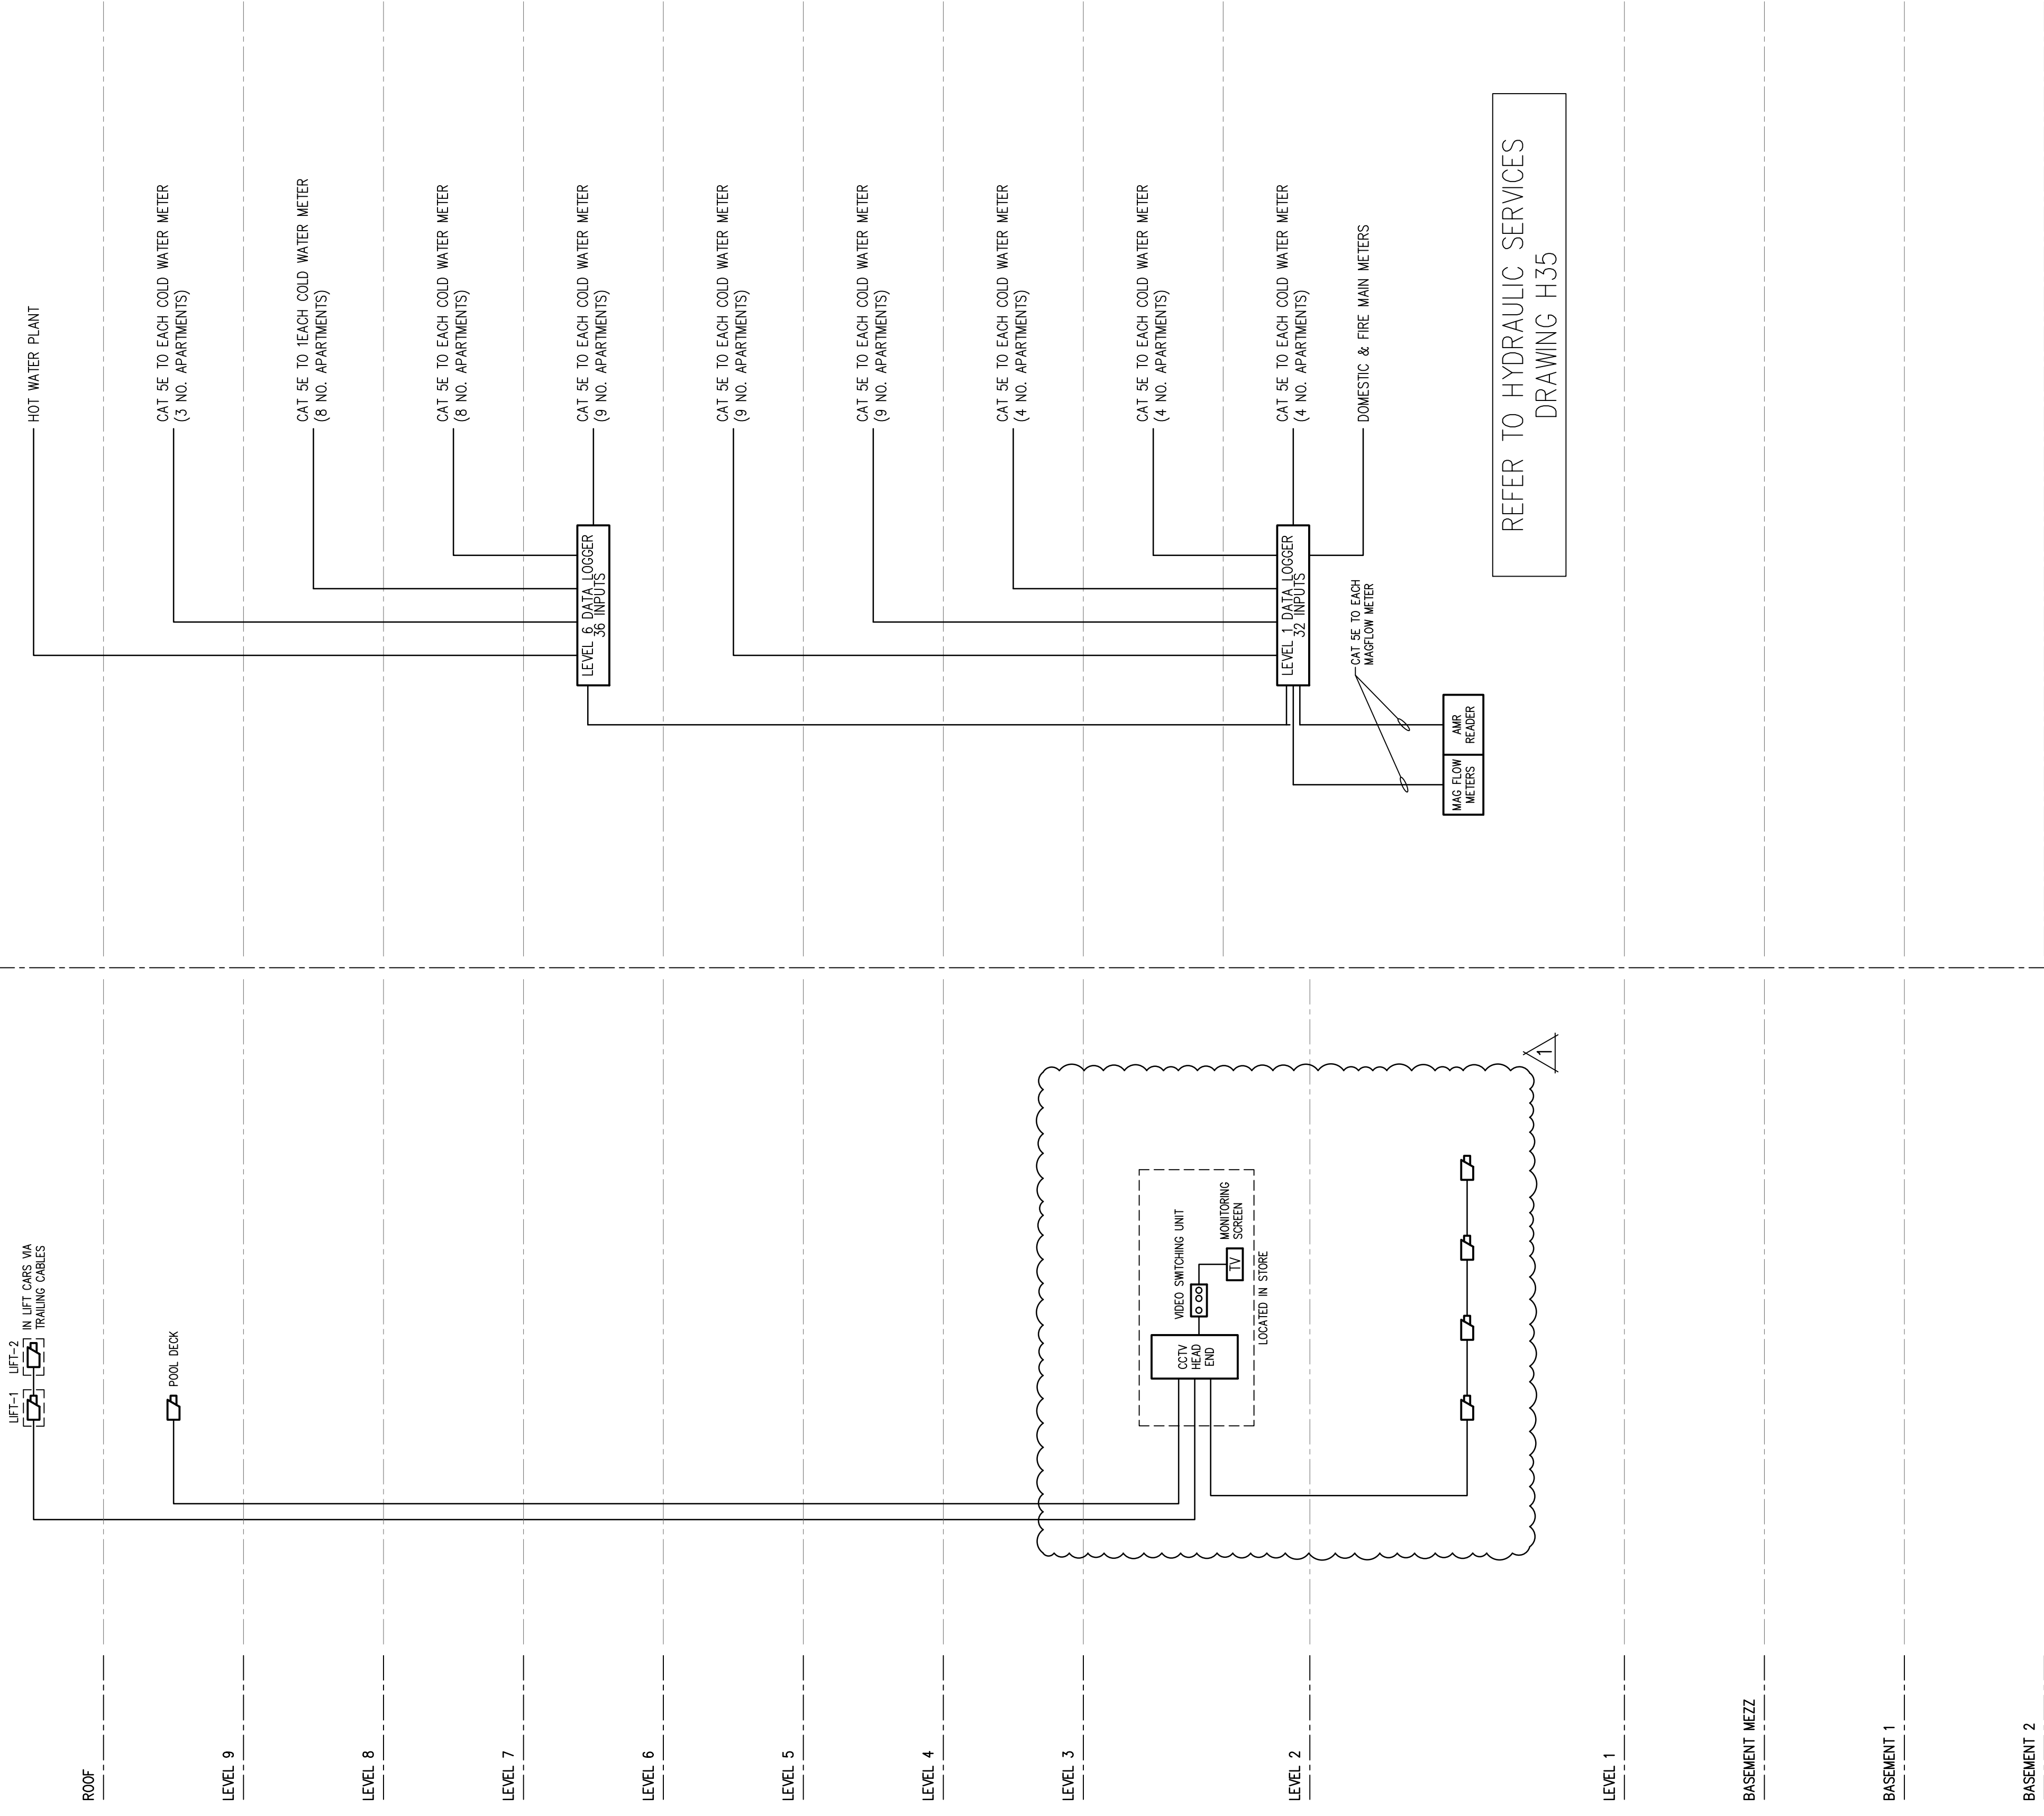 HOT WATER PLANT
CAT 5E TO EACH COLD WATER METER
(3 NO. APARTMENTS)
CAT 5E TO 1EACH COLD WATER METER
(8 NO. APARTMENTS)
CAT 5E TO EACH COLD WATER METER
(8 NO. APARTMENTS)
CAT 5E TO EACH COLD WATER METER
(9 NO. APARTMENTS)
CAT 5E TO EACH COLD WATER METER
(9 NO. APARTMENTS)
CAT 5E TO EACH COLD WATER METER
(9 NO. APARTMENTS)
CAT 5E TO EACH COLD WATER METER
(4 NO. APARTMENTS)
CAT 5E TO EACH COLD WATER METER
(4 NO. APARTMENTS)
CAT 5E TO EACH COLD WATER METER
(4 NO. APARTMENTS)
DOMESTIC & FIRE MAIN METERS
LEVEL 6 DATA LOGGER
36 INPUTS
LEVEL 1 DATA LOGGER
32 INPUTS
CAT 5E TO EACH
MAGFLOW METER
AMR
READER
MAG FLOW
METERS
REFER TO HYDRAULIC SERVICES
DRAWING H35
LIFT-1
LIFT-2
IN LIFT CARS VIA
TRAILING CABLES
POOL DECK
CCTV
HEAD
END
VIDEO SWITCHING UNIT
TV
MONITORING
SCREEN
LOCATED IN STORE
1
ROOF
LEVEL 9
LEVEL 8
LEVEL 7
LEVEL 6
LEVEL 5
LEVEL 4
LEVEL 3
LEVEL 2
LEVEL 1
BASEMENT MEZZ
BASEMENT 1
BASEMENT 2